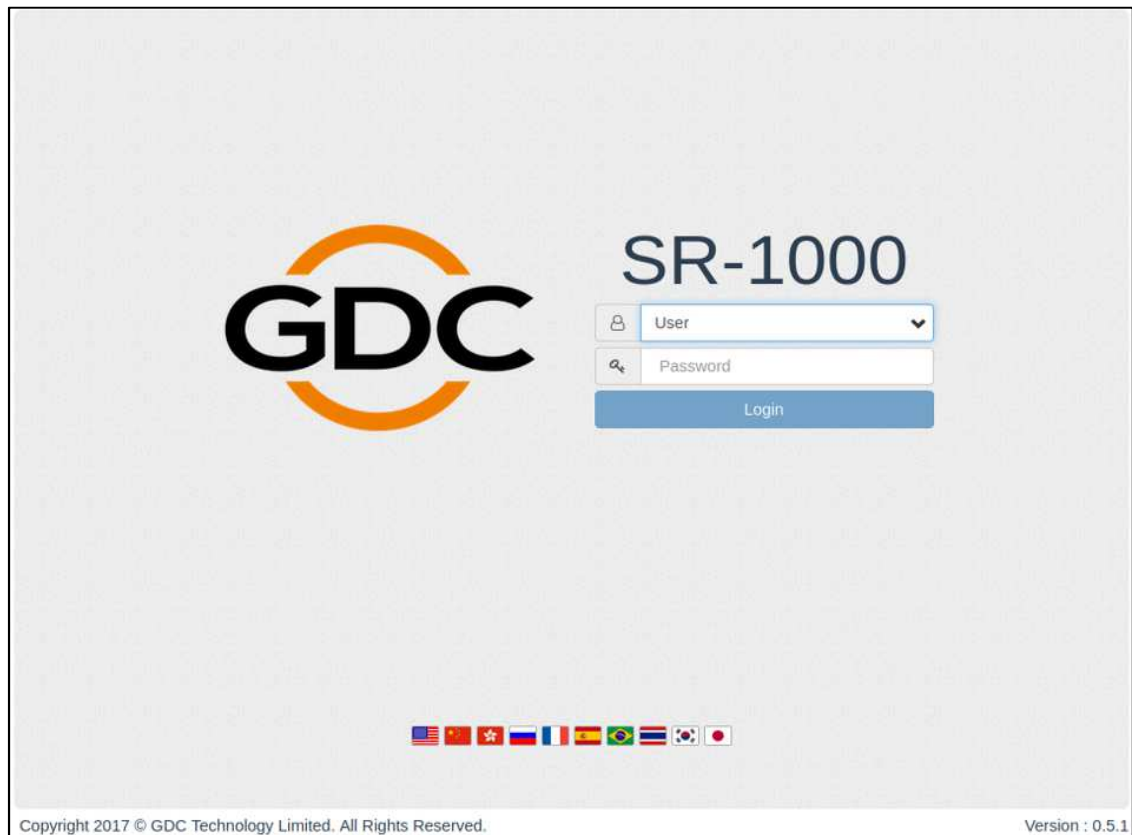 GDC
SR-1000
User
Password
Login
Copyright 2017 © GDC Technology Limited. All Rights Reserved.
Version : 0.5.1